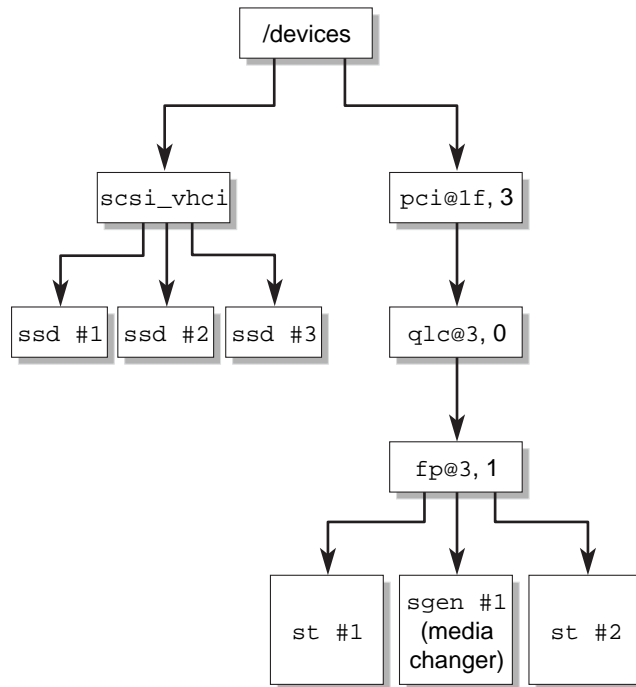 /devices
scsi_vhci
pci@1f, 3
ssd #1
ssd #2
ssd #3
qlc@3, 0
fp@3, 1
st #1
sgen #1
(media
changer)
st #2